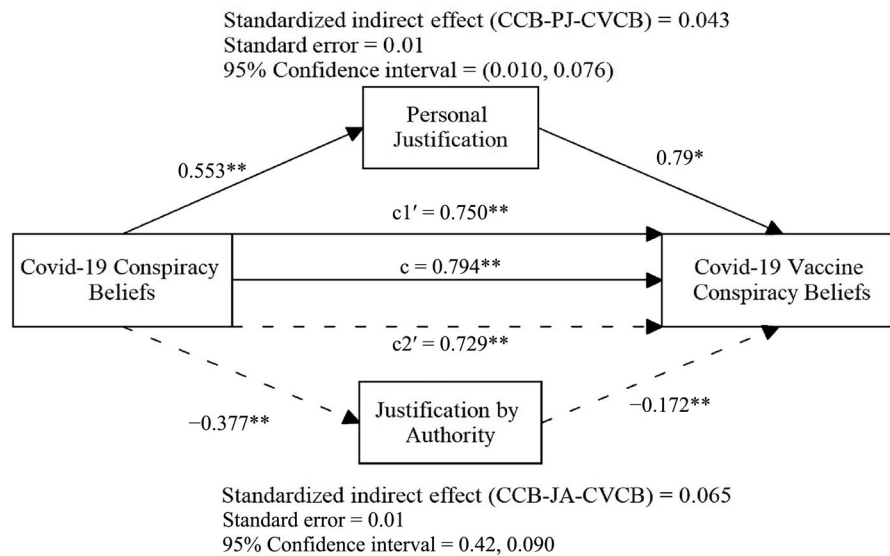 Standardized indirect effect (CCB-PJ-CVCB) = 0.043
Standard error = 0.01
95% Confidence interval = (0.010, 0.076)
Personal
Justification
0.553**
0.79*
c1′ = 0.750**
Covid-19 Conspiracy
Beliefs
c = 0.794**
Covid-19 Vaccine
Conspiracy Beliefs
c2′ = 0.729**
−0.377**
Justification by
Authority
−0.172**
Standardized indirect effect (CCB-JA-CVCB) = 0.065
Standard error = 0.01
95% Confidence interval = 0.42, 0.090